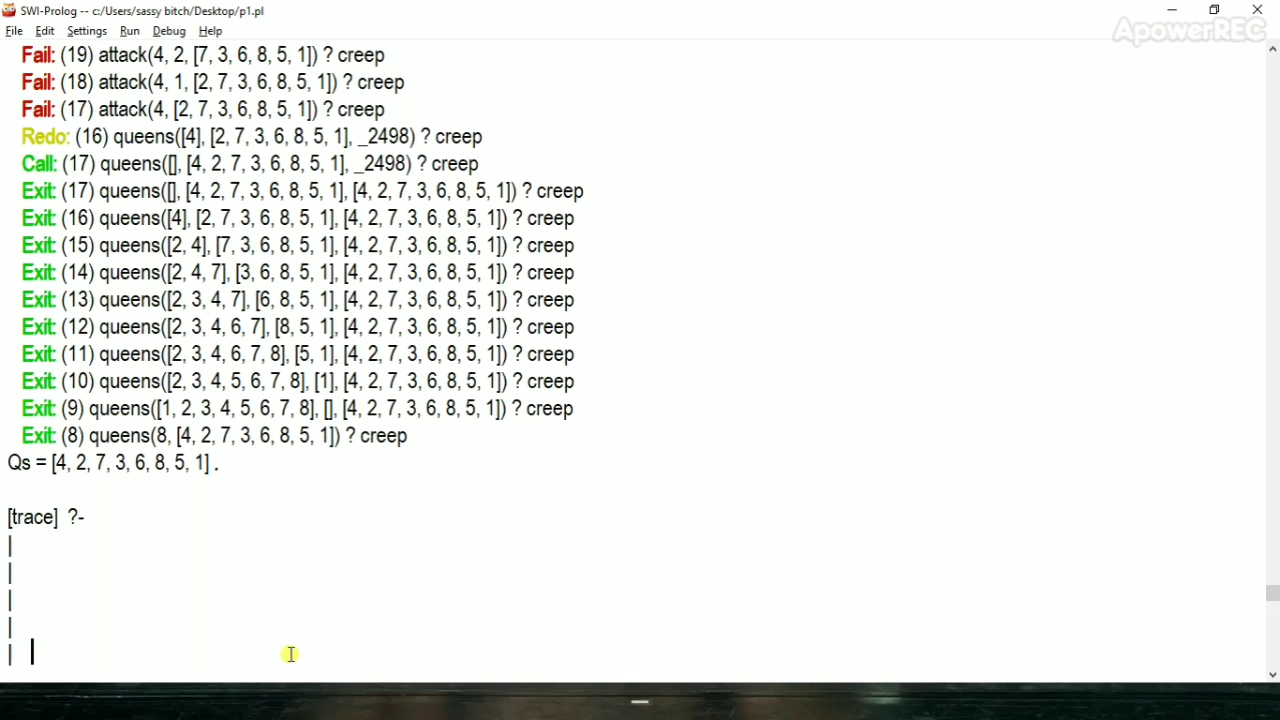 SWI-Prolog -- c:/Users/sassy bitch/Desktop/p1.pl
File Edit Settings Run Debug Help
ApowerREC
Fail: (19) attack(4, 2, [7, 3, 6, 8, 5, 1]) ? creep
Fail: (18) attack(4, 1, [2, 7, 3, 6, 8, 5, 1]) ? creep
Fail: (17) attack(4, [2, 7, 3, 6, 8, 5, 1]) ? creep
Redo: (16) queens([4], [2, 7, 3, 6, 8, 5, 1], _2498) ? creep
Call: (17) queens([], [4, 2, 7, 3, 6, 8, 5, 1], _2498) ? creep
Exit: (17) queens([], [4, 2, 7, 3, 6, 8, 5, 1], [4, 2, 7, 3, 6, 8, 5, 1]) ? creep
Exit: (16) queens([4], [2, 7, 3, 6, 8, 5, 1], [4, 2, 7, 3, 6, 8, 5, 1]) ? creep
Exit: (15) queens([2, 4], [7, 3, 6, 8, 5, 1], [4, 2, 7, 3, 6, 8, 5, 1]) ? creep
Exit: (14) queens([2, 4, 7], [3, 6, 8, 5, 1], [4, 2, 7, 3, 6, 8, 5, 1]) ? creep
Exit: (13) queens([2, 3, 4, 7], [6, 8, 5, 1], [4, 2, 7, 3, 6, 8, 5, 1]) ? creep
Exit: (12) queens([2, 3, 4, 6, 7], [8, 5, 1], [4, 2, 7, 3, 6, 8, 5, 1]) ? creep
Exit: (11) queens([2, 3, 4, 6, 7, 8], [5, 1], [4, 2, 7, 3, 6, 8, 5, 1]) ? creep
Exit: (10) queens([2, 3, 4, 5, 6, 7, 8], [1], [4, 2, 7, 3, 6, 8, 5, 1]) ? creep
Exit: (9) queens([1, 2, 3, 4, 5, 6, 7, 8], [], [4, 2, 7, 3, 6, 8, 5, 1]) ? creep
Exit: (8) queens(8, [4, 2, 7, 3, 6, 8, 5, 1]) ? creep
Qs = [4, 2, 7, 3, 6, 8, 5, 1] .
[trace] ?-
|
|
|
|
|